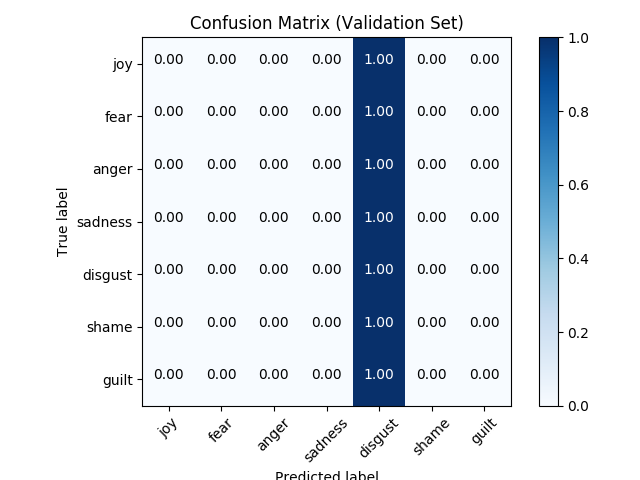 Confusion Matrix (Validation Set)
joy 0.00 0.00 0.00 0.00 1.00 0.00 0.00
fear 0.00 0.00 0.00 0.00 1.00 0.00 0.00
anger 0.00 0.00 0.00 0.00 1.00 0.00 0.00
sadness 0.00 0.00 0.00 0.00 1.00 0.00 0.00
disgust 0.00 0.00 0.00 0.00 1.00 0.00 0.00
shame 0.00 0.00 0.00 0.00 1.00 0.00 0.00
guilt 0.00 0.00 0.00 0.00 1.00 0.00 0.00
True label
joy fear anger sadness disgust shame guilt
Predicted label
1.0
0.8
0.6
0.4
0.2
0.0